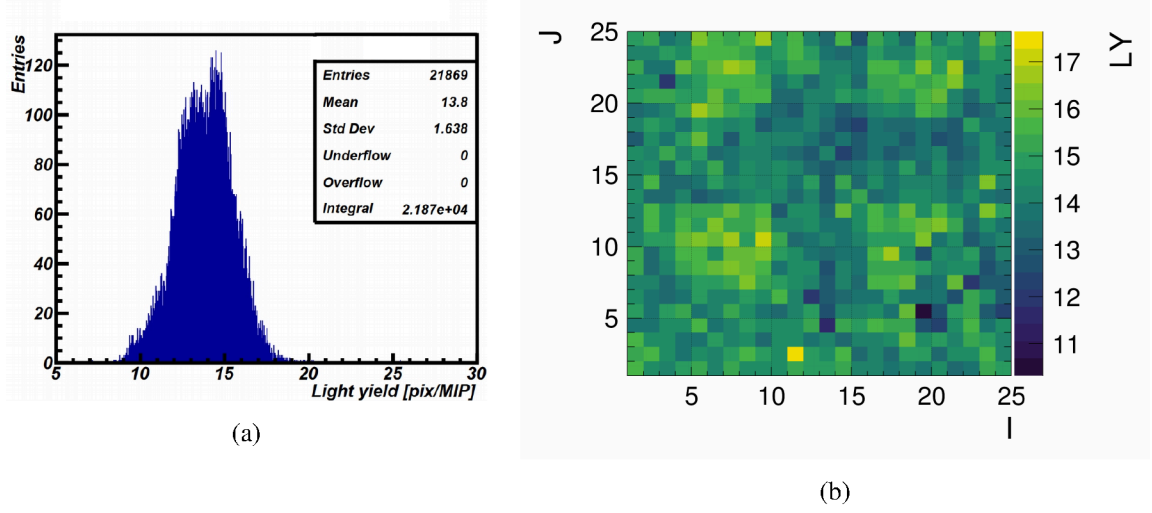 Entries
120
100
80
60
40
20
0
5 10 15 20 25 30
Light yield [pix/MIP]
Entries 21869
Mean 13.8
Std Dev 1.638
Underflow 0
Overflow 0
Integral 2.187e+04
(a)
J
25
20
15
10
5
5 10 15 20 25
I
LY
17
16
15
14
13
12
11
(b)